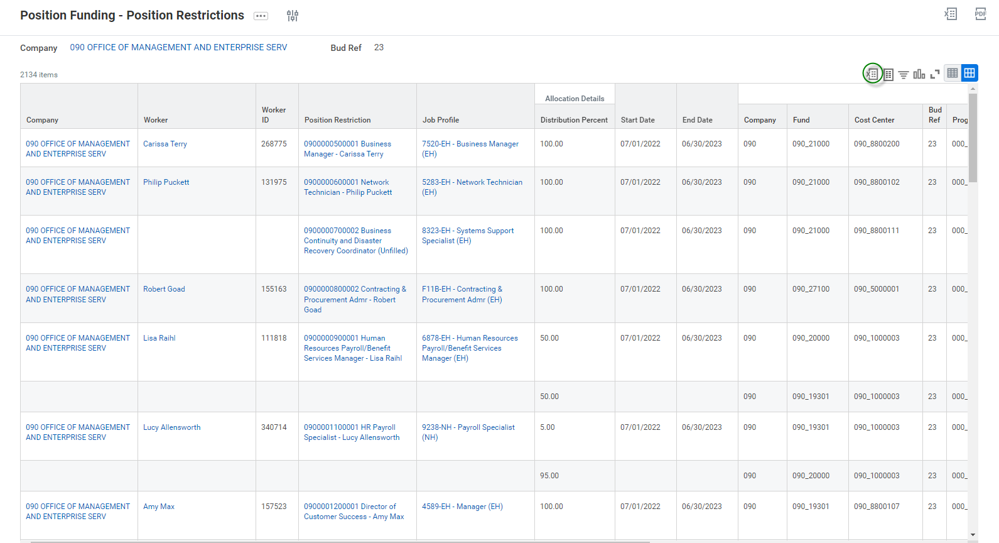 Position Funding - Position Restrictions
PDF
Company 090 OFFICE OF MANAGEMENT AND ENTERPRISE SERV Bud Ref 23
2134 items
Allocation Details
Company Worker Worker ID Position Restriction Job Profile Distribution Percent Start Date End Date Company Fund Cost Center Bud Ref Prog
090 OFFICE OF MANAGEMENT Carissa Terry 268775 0900000500001 Business 7520-EH - Business Manager 100.00 07/01/2022 06/30/2023 090 090_21000 090_8800200 23 000_
AND ENTERPRISE SERV Manager - Carissa Terry (EH)
090 OFFICE OF MANAGEMENT Philip Puckett 131975 0900000600001 Network 5283-EH - Network Technician 100.00 07/01/2022 06/30/2023 090 090_21000 090_8800102 23 000_
AND ENTERPRISE SERV Technician - Philip Puckett (EH)
090 OFFICE OF MANAGEMENT 0900000700002 Business 8323-EH - Systems Support 100.00 07/01/2022 06/30/2023 090 090_21000 090_8800111 23 000_
AND ENTERPRISE SERV Continuity and Disaster Specialist (EH)
Recovery Coordinator (Unfilled)
090 OFFICE OF MANAGEMENT Robert Goad 155163 0900000800002 Contracting & F11B-EH - Contracting & 100.00 07/01/2022 06/30/2023 090 090_27100 090_5000001 23 000_
AND ENTERPRISE SERV Procurement Admr - Robert Procurement Admr (EH)
Goad
090 OFFICE OF MANAGEMENT Lisa Raihl 111818 0900000900001 Human 6878-EH - Human Resources 50.00 07/01/2022 06/30/2023 090 090_20000 090_1000003 23 000_
AND ENTERPRISE SERV Resources Payroll/Benefit Payroll/Benefit Services
Services Manager - Lisa Raihl Manager (EH)
50.00 090 090_19301 090_1000003 23 000_
090 OFFICE OF MANAGEMENT Lucy Allensworth 340714 0900001100001 HR Payroll 9238-NH - Payroll Specialist 5.00 07/01/2022 06/30/2023 090 090_19301 090_1000003 23 000_
AND ENTERPRISE SERV Specialist - Lucy Allensworth (NH)
95.00 090 090_20000 090_1000003 23 000_
090 OFFICE OF MANAGEMENT Amy Max 157523 0900001200001 Director of 4589-EH - Manager (EH) 100.00 07/01/2022 06/30/2023 090 090_19301 090_8800107 23 000_
AND ENTERPRISE SERV Customer Success - Amy Max